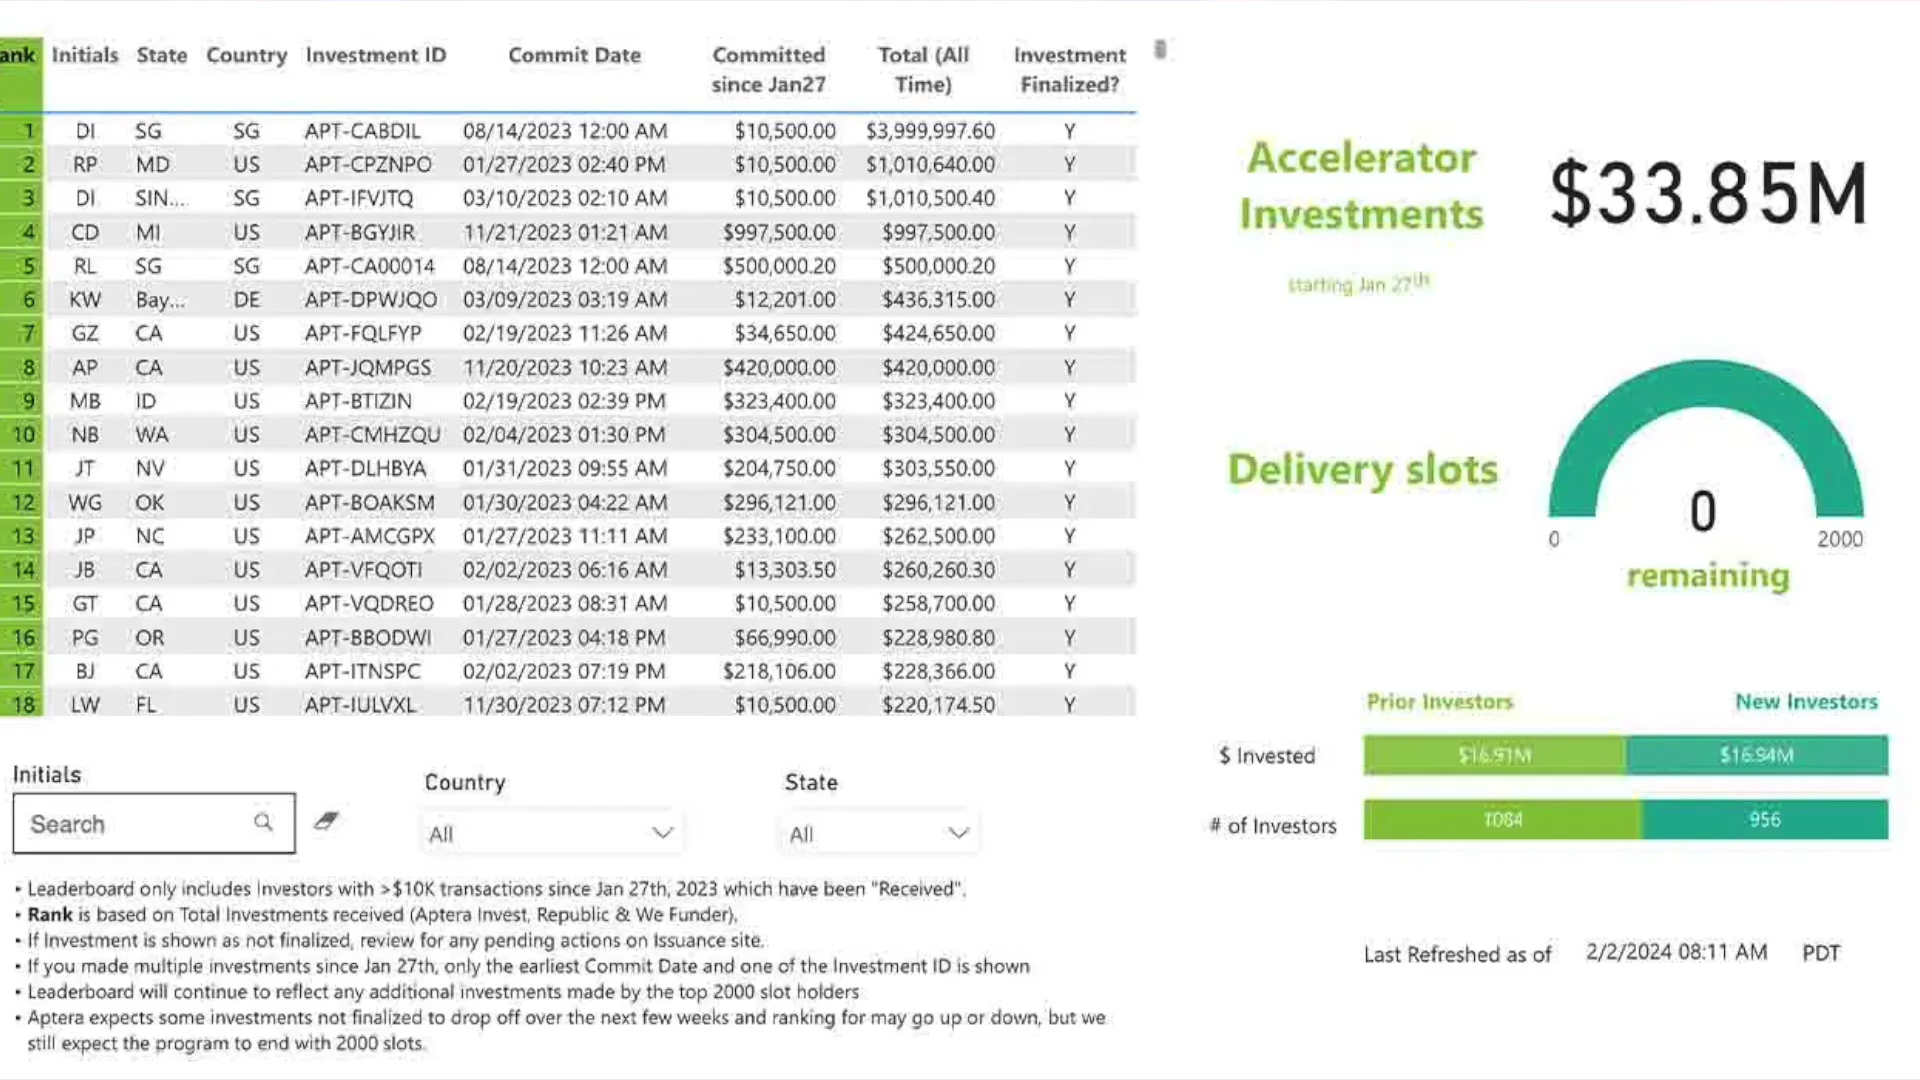 ank Initials State Country Investment ID Commit Date Committed since Jan27 Total (All Time) Investment Finalized?
1 DI SG SG APT-CABDIL 08/14/2023 12:00 AM $10,500.00 $3,999,997.60 Y
2 RP MD US APT-CPZNPO 01/27/2023 02:40 PM $10,500.00 $1,010,640.00 Y
3 DI SIN... SG APT-IFVJTQ 03/10/2023 02:10 AM $10,500.00 $1,010,500.40 Y
4 CD MI US APT-BGYJIR 11/21/2023 01:21 AM $997,500.00 $997,500.00 Y
5 RL SG SG APT-CA00014 08/14/2023 12:00 AM $500,000.20 $500,000.20 Y
6 KW Bay... DE APT-DPWJQO 03/09/2023 03:19 AM $12,201.00 $436,315.00 Y
7 GZ CA US APT-FQLFYP 02/19/2023 11:26 AM $34,650.00 $424,650.00 Y
8 AP CA US APT-JQMPGS 11/20/2023 10:23 AM $420,000.00 $420,000.00 Y
9 MB ID US APT-BTIZIN 02/19/2023 02:39 PM $323,400.00 $323,400.00 Y
10 NB WA US APT-CMHZQU 02/04/2023 01:30 PM $304,500.00 $304,500.00 Y
11 JT NV US APT-DLHBYA 01/31/2023 09:55 AM $204,750.00 $303,550.00 Y
12 WG OK US APT-BOAKSM 01/30/2023 04:22 AM $296,121.00 $296,121.00 Y
13 JP NC US APT-AMCGPX 01/27/2023 11:11 AM $233,100.00 $262,500.00 Y
14 JB CA US APT-VFQOTI 02/02/2023 06:16 AM $13,303.50 $260,260.30 Y
15 GT CA US APT-VQDREO 01/28/2023 08:31 AM $10,500.00 $258,700.00 Y
16 PG OR US APT-BBODWI 01/27/2023 04:18 PM $66,990.00 $228,980.80 Y
17 BJ CA US APT-ITNSPC 02/02/2023 07:19 PM $218,106.00 $228,366.00 Y
18 LW FL US APT-IULVXL 11/30/2023 07:12 PM $10,500.00 $220,174.50 Y
Initials
Search
Country
All
State
All
• Leaderboard only includes Investors with >$10K transactions since Jan 27th, 2023 which have been "Received".
• Rank is based on Total Investments received (Aptera Invest, Republic & We Funder).
• If Investment is shown as not finalized, review for any pending actions on Issuance site.
• If you made multiple investments since Jan 27th, only the earliest Commit Date and one of the Investment ID is shown
• Leaderboard will continue to reflect any additional investments made by the top 2000 slot holders
• Aptera expects some investments not finalized to drop off over the next few weeks and ranking for may go up or down, but we
still expect the program to end with 2000 slots.
Accelerator
Investments
starting Jan 27th
$33.85M
Delivery slots
0
0 2000
remaining
Prior Investors New Investors
$ Invested $16.91M $16.94M
# of Investors 1084 956
Last Refreshed as of 2/2/2024 08:11 AM PDT